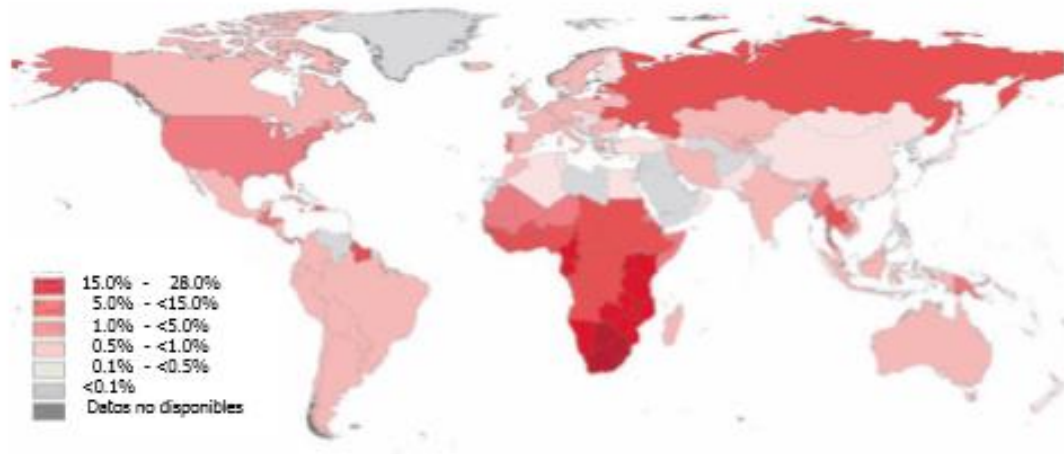 15.0% - 28.0%
5.0% - <15.0%
1.0% - <5.0%
0.5% - <1.0%
0.1% - <0.5%
<0.1%
Datos no disponibles